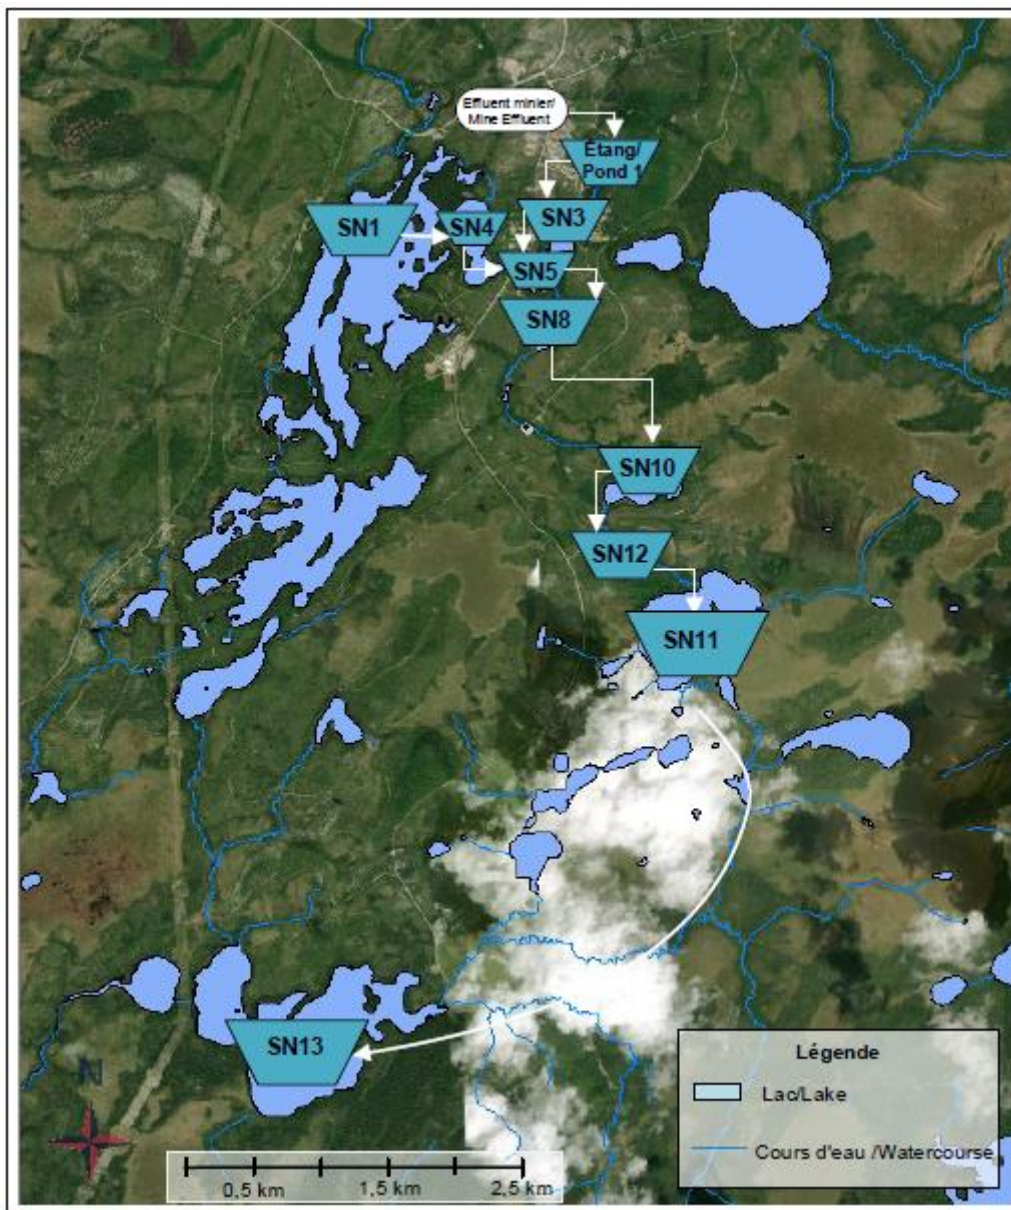 Effluent minier/
Mine Effluent
Étang/
Pond 1
SN1
SN4
SN3
SN5
SN8
SN10
SN12
SN11
SN13
N
Légende
Lac/Lake
Cours d'eau /Watercourse
0,5 km
1,5 km
2,5 km